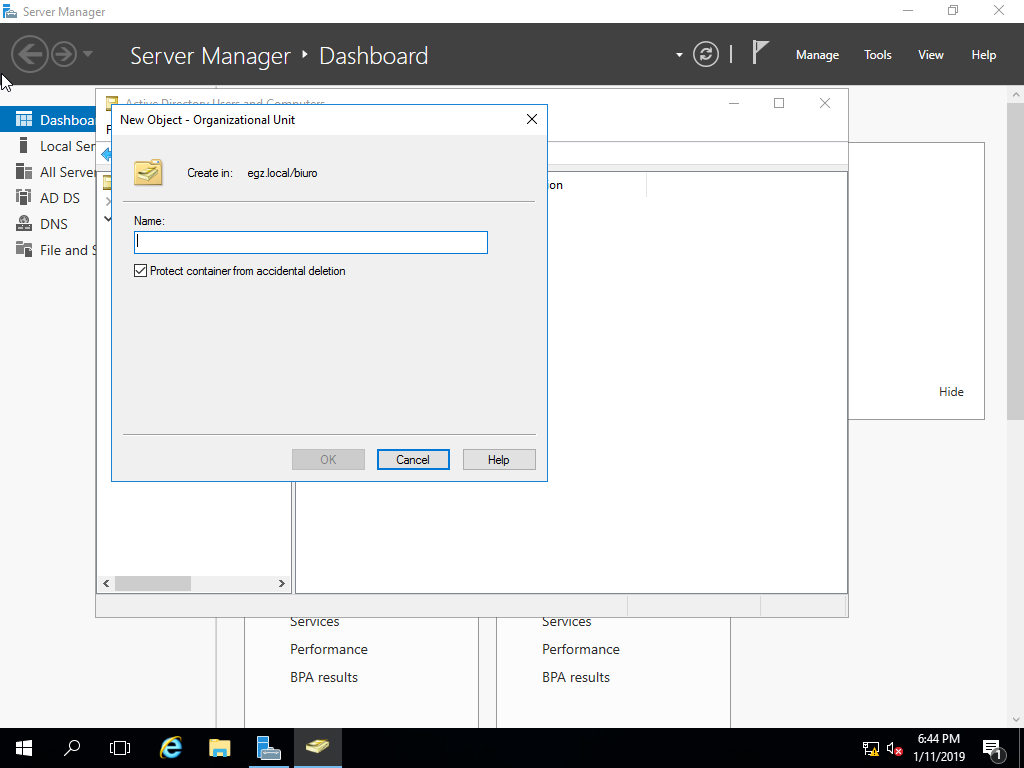 Server Manager
Server Manager • Dashboard
Manage Tools View Help
Active Directory Users and Computers
New Object - Organizational Unit
Dashboa
Local Ser
All Server
AD DS
DNS
File and S
Create in: egz.local/biuro
Name:
Protect container from accidental deletion
OK Cancel Help
ion
Hide
Services
Performance
BPA results
Services
Performance
BPA results
6:44 PM
1/11/2019
1